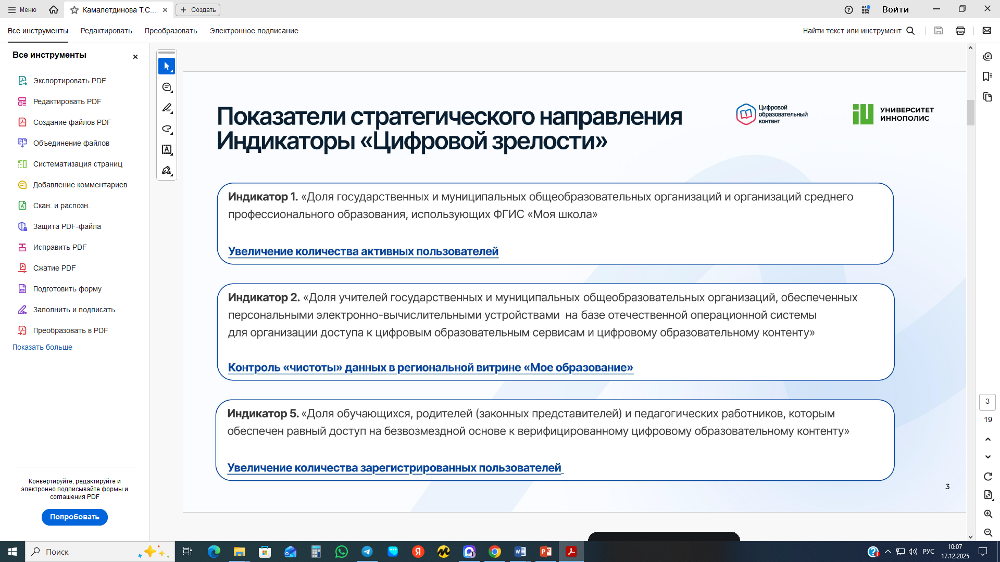 Меню
Камалетдинова Т.С...
Создать
Войти
Все инструменты
Редактировать
Преобразовать
Электронное подписание
Найти текст или инструмент
Все инструменты
Экспортировать PDF
Редактировать PDF
Создание файлов PDF
Объединение файлов
Систематизация страниц
Добавление комментариев
Скан. и распозн.
Защита PDF-файла
Исправить PDF
Сжатие PDF
Подготовить форму
Заполнить и подписать
Преобразовать в PDF
Показать больше
Конвертируйте, редактируйте и
электронно подписывайте формы и
соглашения PDF
Попробовать
Показатели стратегического направления
Индикаторы «Цифровой зрелости»
Цифровой
образовательный
контент
УНИВЕРСИТЕТ
ИННОПОЛИС
Индикатор 1. «Доля государственных и муниципальных общеобразовательных организаций и организаций среднего
профессионального образования, использующих ФГИС «Моя школа»
Увеличение количества активных пользователей
Индикатор 2. «Доля учителей государственных и муниципальных общеобразовательных организаций, обеспеченных
персональными электронно-вычислительными устройствами на базе отечественной операционной системы
для организации доступа к цифровым образовательным сервисам и цифровому образовательному контенту»
Контроль «чистоты» данных в региональной витрине «Мое образование»
Индикатор 5. «Доля обучающихся, родителей (законных представителей) и педагогических работников, которым
обеспечен равный доступ на безвозмездной основе к верифицированному цифровому образовательному контенту»
Увеличение количества зарегистрированных пользователей
3
3
19
Поиск
РУС
10:07
17.12.2025